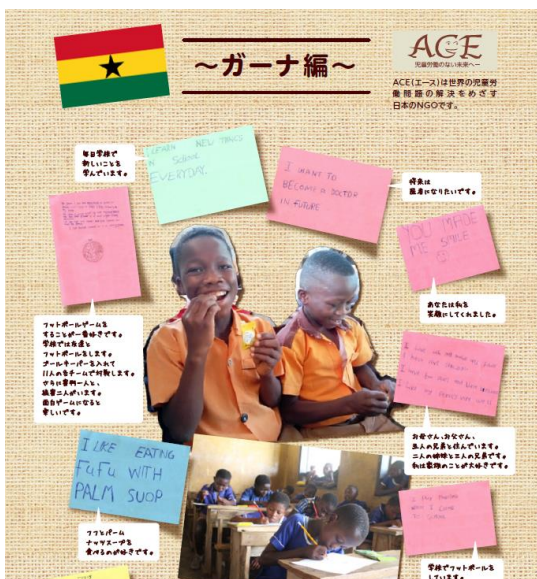 ～ガーナ編～
ACE
児童労働のない未来へ―
ACE(エース)は世界の児童労
働問題の解決をめざす
日本のNGOです。
毎日学校で
新しいことを
学んでいます。
LEARN NEW THINGS
IN SCHOOL
EVERYDAY.
I WANT TO
BECOME A DOCTOR
IN FUTURE
将来は
医者になりたいです。
YOU MADE
ME SMILE
あなたは私を
笑顔にしてくれました。
フットボールゲームを
することが一番好きです。
学校では友達と
フットボールをします。
ゴールキーパーを入れて
11人の各チームで対戦します。
さらに審判一人と、
線審二人がいます。
面白ゲームになると
楽しいです。
お母さん、お父さん、
五人の兄弟と住んでいます。
二人の姉妹と三人の兄弟です。
私は家族のことが大好きです。
I LIKE EATING
FUFU WITH
PALM SUOP
フフとパーム
ナッツスープを
食べるのが好きです。
学校でフットボールを
しています。